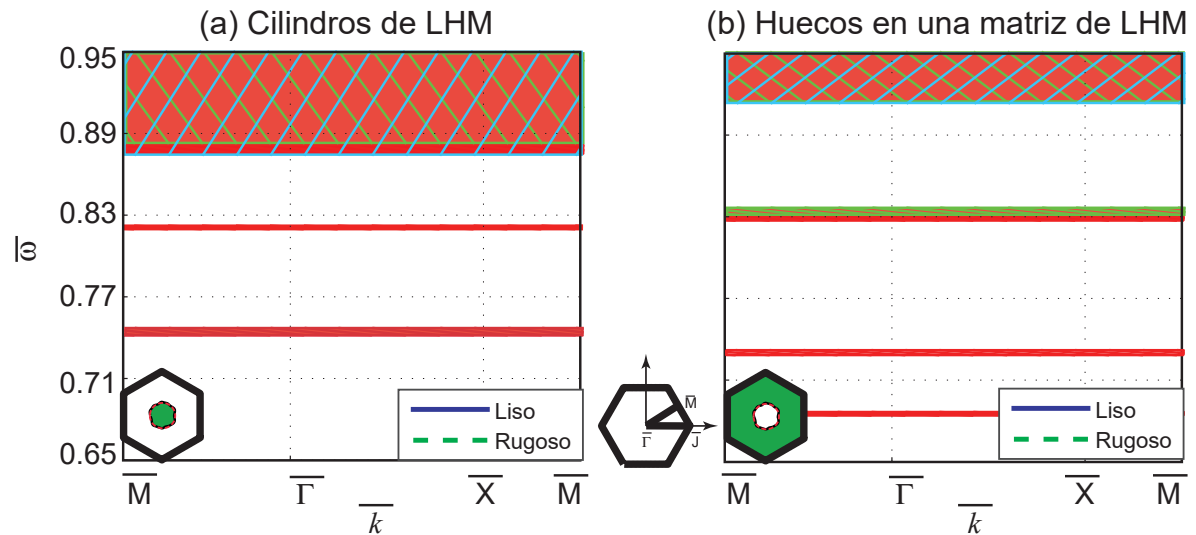 (a) Cilindros de LHM
(b) Huecos en una matriz de LHM
ω̅
0.95
0.89
0.83
0.77
0.71
0.65
Liso
Rugoso
M̅
Γ̅
X̅
M̅
k̅
M̅
Γ̅
J̅
Liso
Rugoso
M̅
Γ̅
X̅
M̅
k̅